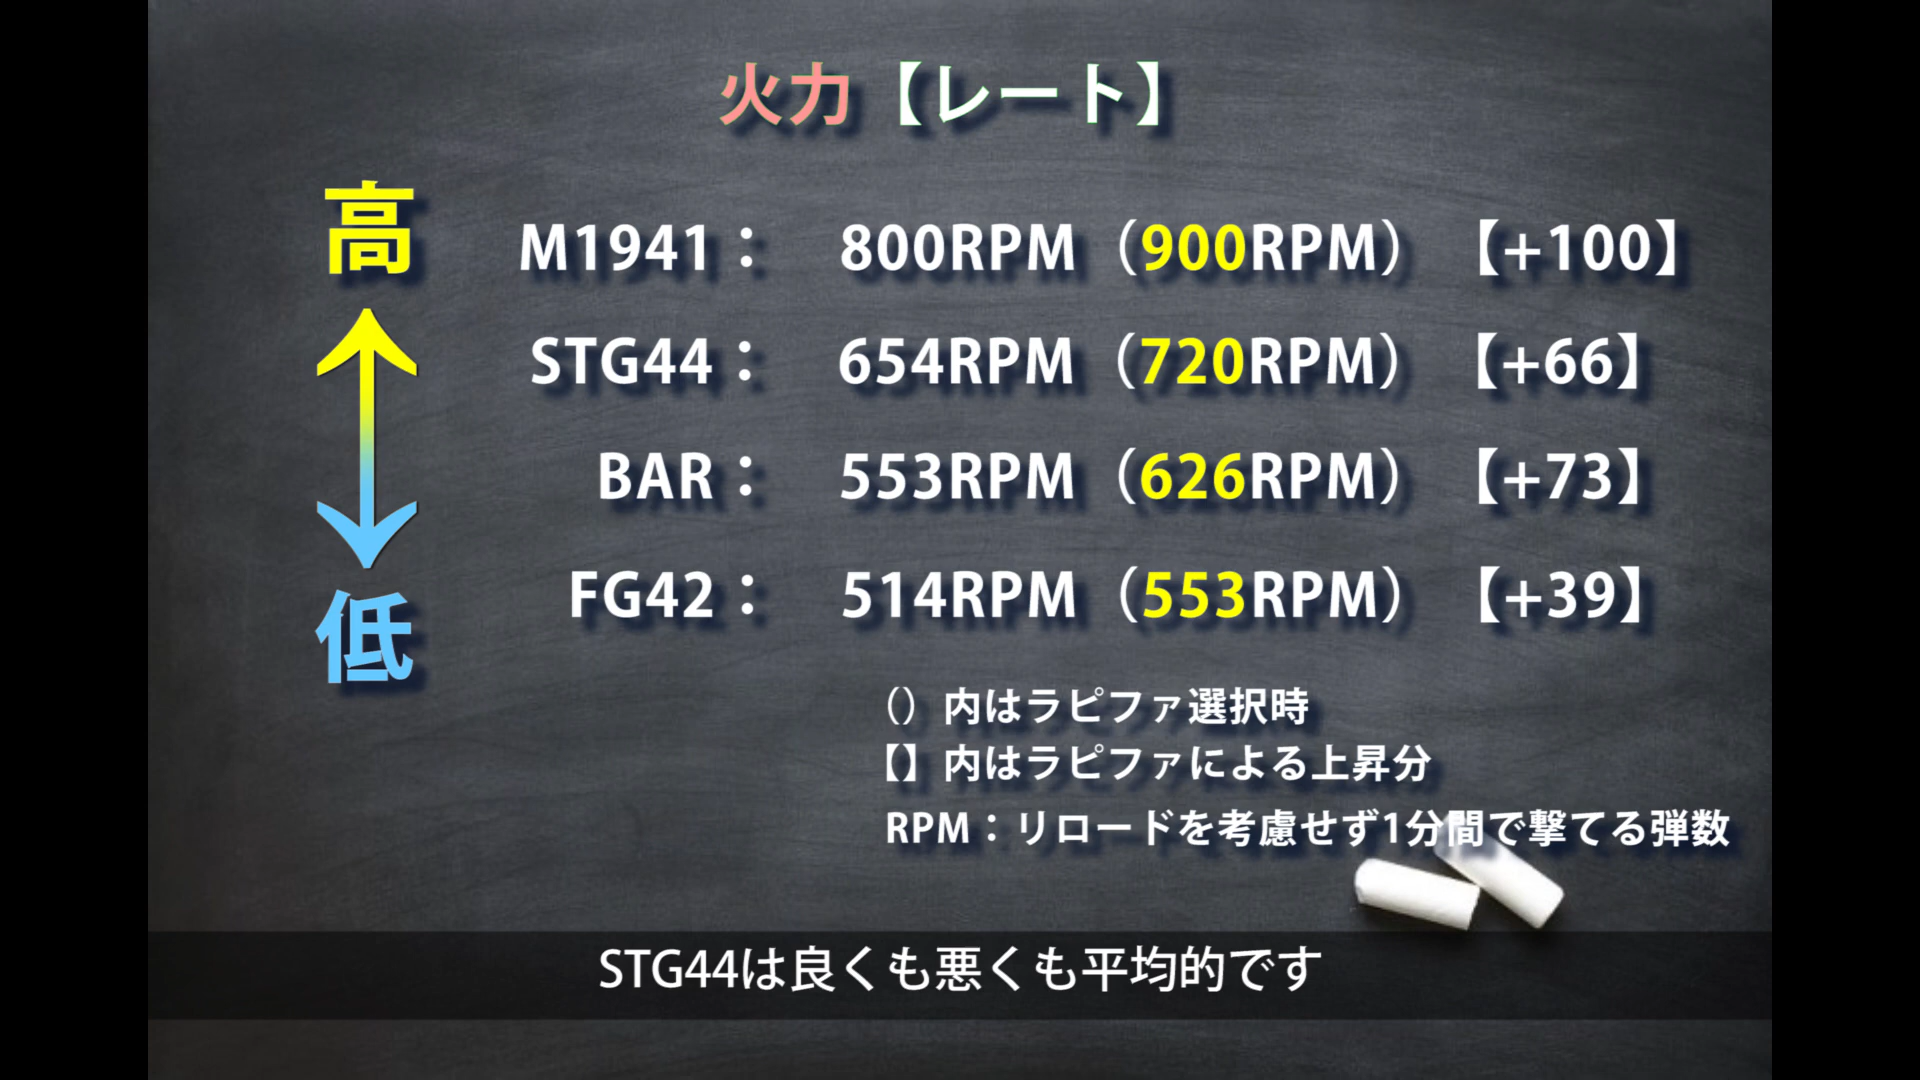 火力【レート】
高
M1941： 800RPM（900RPM）【+100】
STG44： 654RPM（720RPM）【+66】
BAR： 553RPM（626RPM）【+73】
FG42： 514RPM（553RPM）【+39】
低
（）内はラピファ選択時
【】内はラピファによる上昇分
RPM：リロードを考慮せず1分間で撃てる弾数
STG44は良くも悪くも平均的です